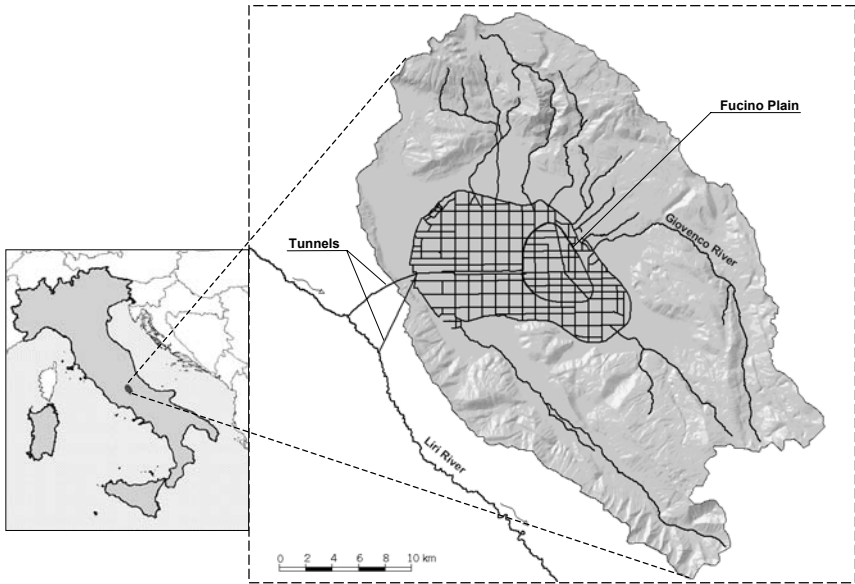 Fucino Plain
Giovenco River
Tunnels
Liri River
0 2 4 6 8 10 km